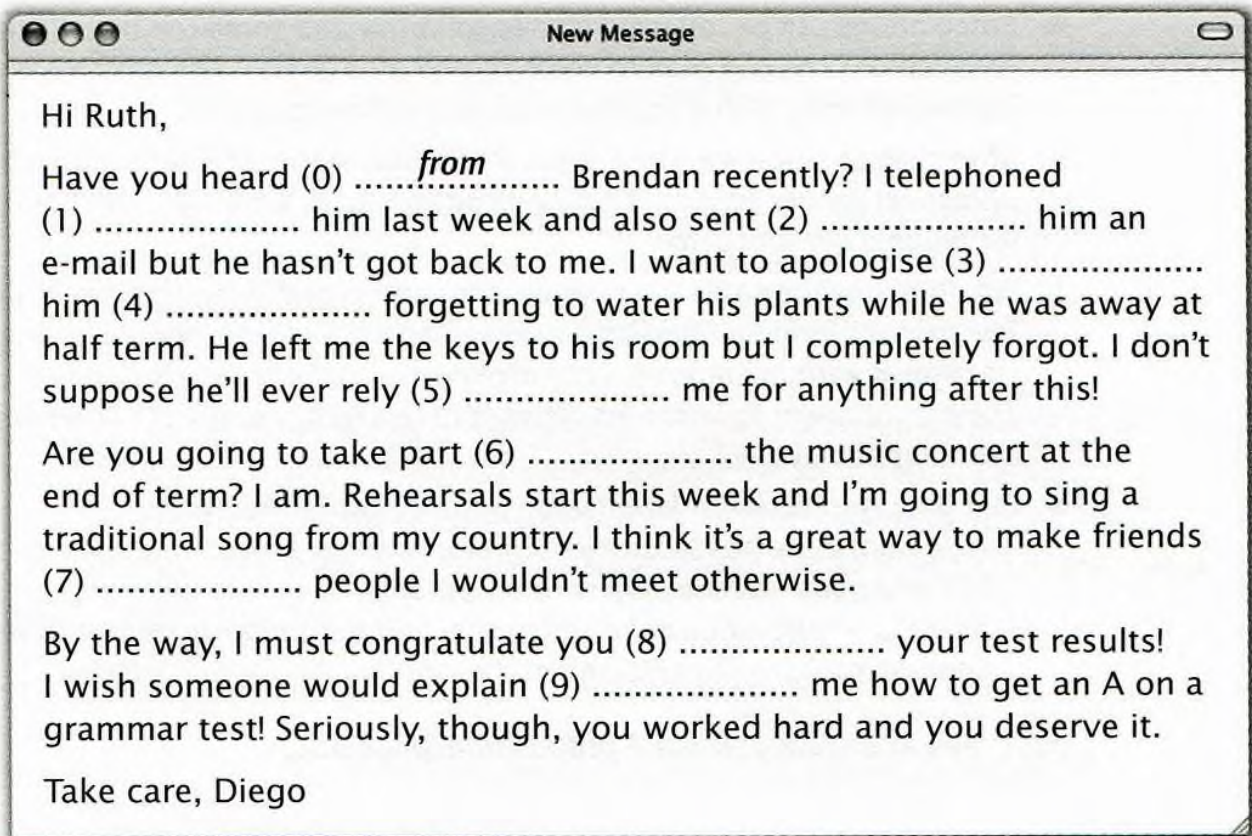 New Message
Hi Ruth,
Have you heard (0) ......from............ Brendan recently? I telephoned
(1) .................... him last week and also sent (2) .................... him an
e-mail but he hasn't got back to me. I want to apologise (3) ....................
him (4) .................... forgetting to water his plants while he was away at
half term. He left me the keys to his room but I completely forgot. I don't
suppose he'll ever rely (5) .................... me for anything after this!
Are you going to take part (6) .................... the music concert at the
end of term? I am. Rehearsals start this week and I'm going to sing a
traditional song from my country. I think it's a great way to make friends
(7) .................... people I wouldn't meet otherwise.
By the way, I must congratulate you (8) .................... your test results!
I wish someone would explain (9) .................... me how to get an A on a
grammar test! Seriously, though, you worked hard and you deserve it.
Take care, Diego